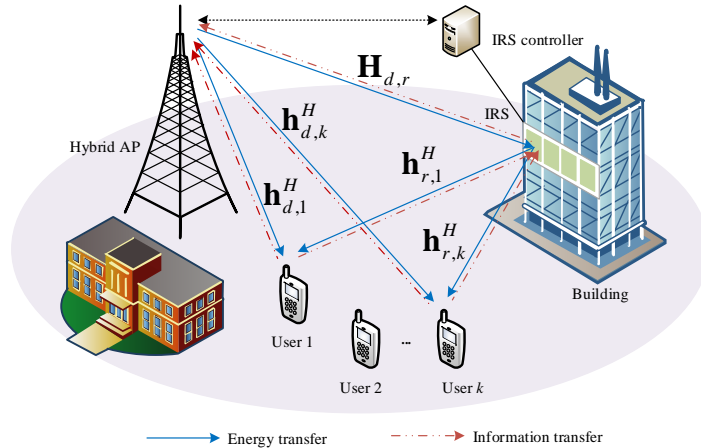 IRS controller
H_{d,r}
IRS
h^H_{d,k}
Hybrid AP
h^H_{r,1}
h^H_{d,1}
h^H_{r,k}
User 1
Building
...
User 2
User k
Energy transfer
Information transfer